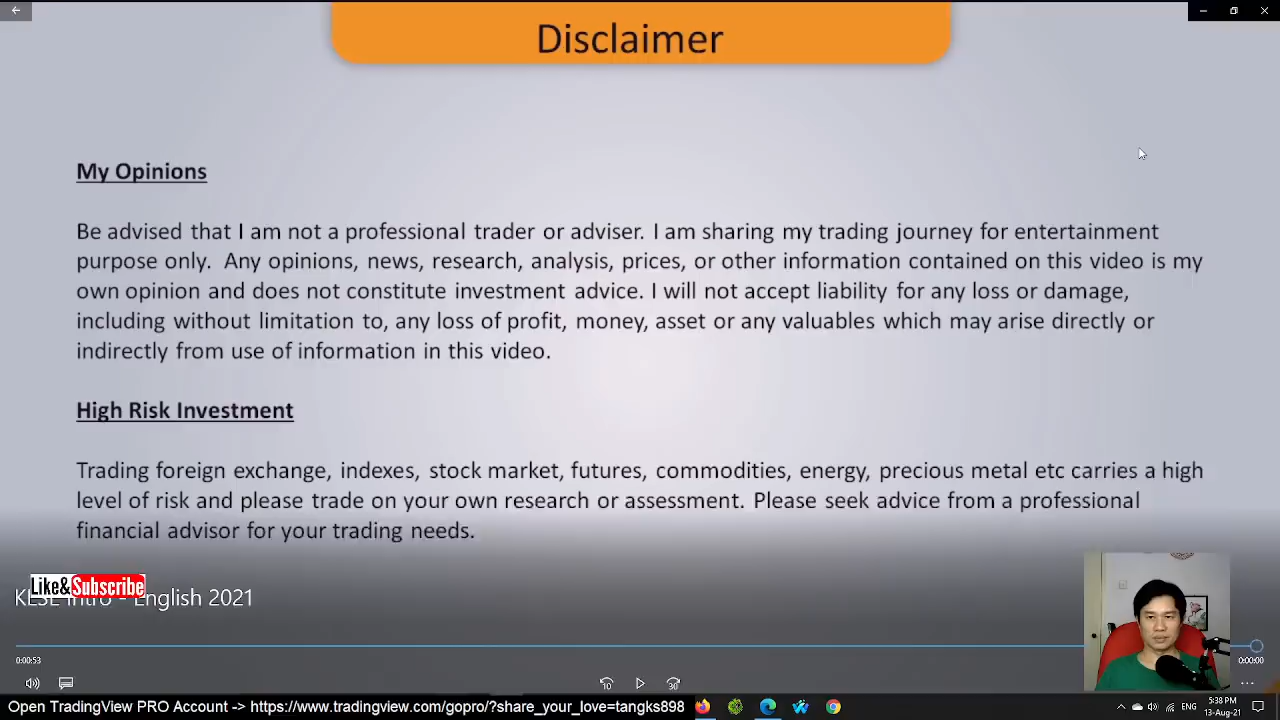 Disclaimer
My Opinions
Be advised that I am not a professional trader or adviser. I am sharing my trading journey for entertainment
purpose only.  Any opinions, news, research, analysis, prices, or other information contained on this video is my
own opinion and does not constitute investment advice. I will not accept liability for any loss or damage,
including without limitation to, any loss of profit, money, asset or any valuables which may arise directly or
indirectly from use of information in this video.
High Risk Investment
Trading foreign exchange, indexes, stock market, futures, commodities, energy, precious metal etc carries a high
level of risk and please trade on your own research or assessment. Please seek advice from a professional
financial advisor for your trading needs.
Like&Subscribe
English 2021
0:00:53
0:00:00
10
30
Open TradingView PRO Account -> https://www.tradingview.com/gopro/?share_your_love=tangks898
ENG
5:38 PM
13-Aug-21